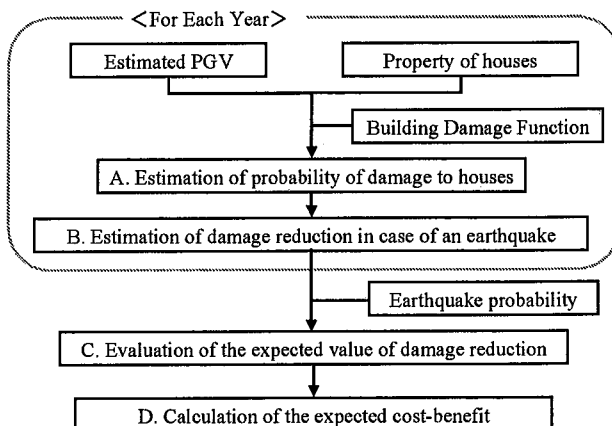 <For Each Year>
Estimated PGV
Property of houses
Building Damage Function
A. Estimation of probability of damage to houses
B. Estimation of damage reduction in case of an earthquake
Earthquake probability
C. Evaluation of the expected value of damage reduction
D. Calculation of the expected cost-benefit